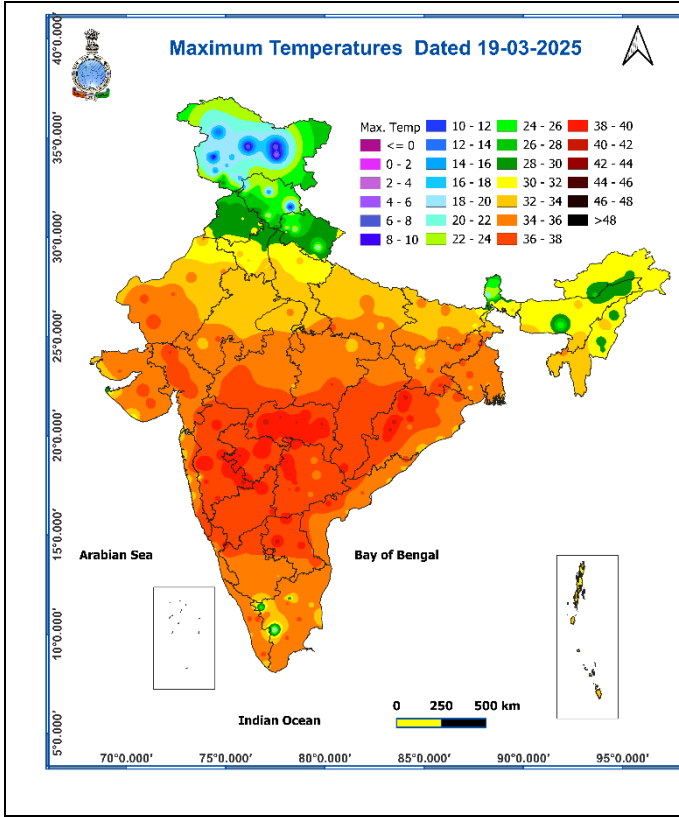 Maximum Temperatures Dated 19-03-2025
40°0.000'
35°0.000'
30°0.000'
25°0.000'
20°0.000'
15°0.000'
10°0.000'
5°0.000'
Max. Temp
<= 0
0 - 2
2 - 4
4 - 6
6 - 8
8 - 10
10 - 12
12 - 14
14 - 16
16 - 18
18 - 20
20 - 22
22 - 24
24 - 26
26 - 28
28 - 30
30 - 32
32 - 34
34 - 36
36 - 38
38 - 40
40 - 42
42 - 44
44 - 46
46 - 48
>48
Arabian Sea
Bay of Bengal
Indian Ocean
0 250 500 km
70°0.000' 75°0.000' 80°0.000' 85°0.000' 90°0.000' 95°0.000'